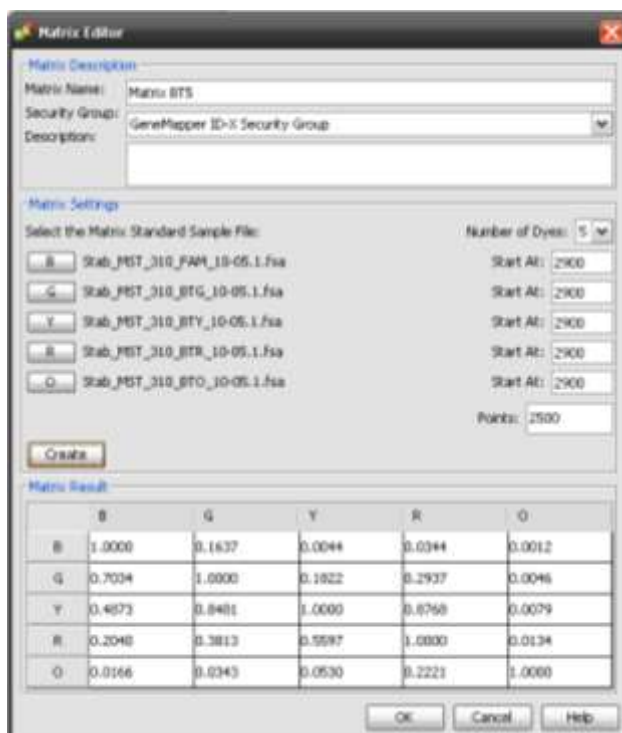 Matrix Editor
Matrix Description
Matrix Name: Matrix BT5
Security Group: GeneMapper ID-X Security Group
Description:
Matrix Settings
Select the Matrix Standard Sample File: Number of Dyes: 5
B Stab_MST_310_FAM_10-05.1.fsa Start At: 2900
G Stab_MST_310_BTG_10-05.1.fsa Start At: 2900
Y Stab_MST_310_BTY_10-05.1.fsa Start At: 2900
R Stab_MST_310_BTR_10-05.1.fsa Start At: 2900
O Stab_MST_310_BTO_10-05.1.fsa Start At: 2900
Points: 2500
Create
Matrix Result
B G Y R O
B 1.0000 0.1637 0.0044 0.0344 0.0012
G 0.7034 1.0000 0.1822 0.2937 0.0046
Y 0.4873 0.8481 1.0000 0.8768 0.0079
R 0.2048 0.3813 0.5597 1.0000 0.0134
O 0.0166 0.0343 0.0530 0.2221 1.0000
OK Cancel Help